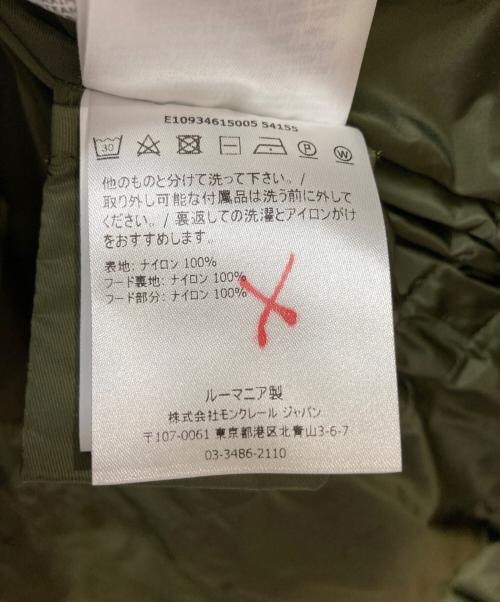 E10934615005 54155
30
P
W
他のものと分けて洗って下さい。/
取り外し可能な付属品は洗う前に外して
ください。/ 裏返しての洗濯とアイロンがけ
をおすすめします。
表地: ナイロン 100%
フード裏地: ナイロン 100%
フード部分: ナイロン 100%
ルーマニア製
株式会社モンクレール ジャパン
〒107-0061 東京都港区北青山3-6-7
03-3486-2110